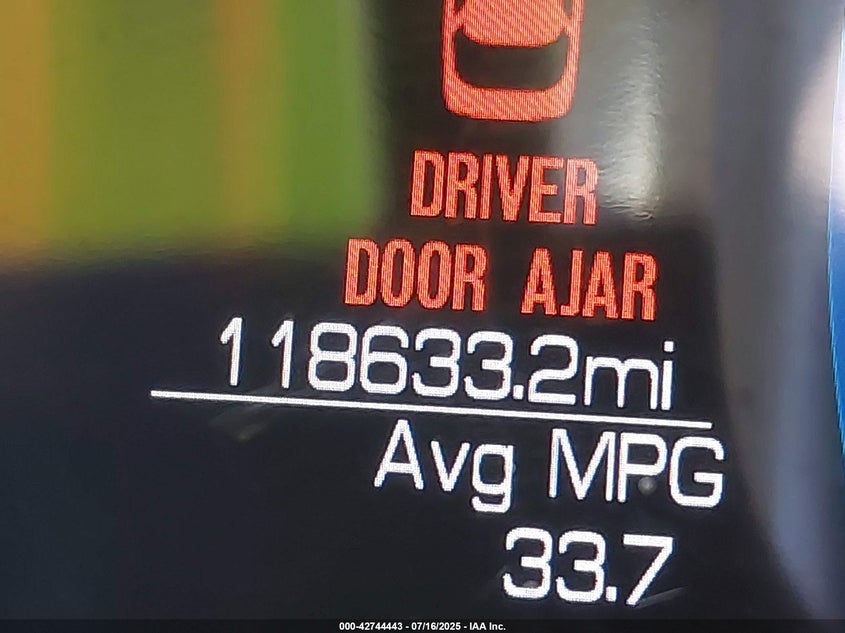 DRIVER
DOOR AJAR
118633.2mi
Avg MPG
33.7
000-42744443 - 07/16/2025 - IAA Inc.